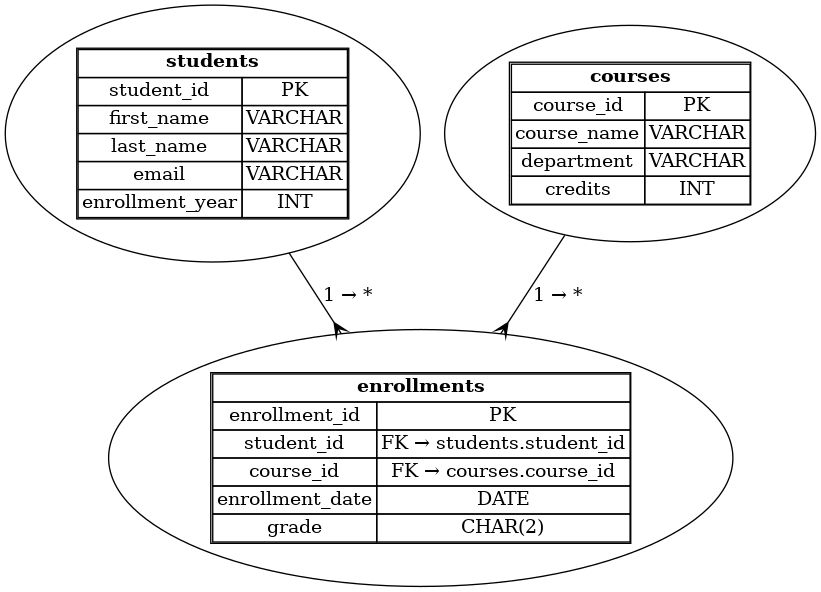 students
student_id PK
first_name VARCHAR
last_name VARCHAR
email VARCHAR
enrollment_year INT
courses
course_id PK
course_name VARCHAR
department VARCHAR
credits INT
1 → *
1 → *
enrollments
enrollment_id PK
student_id FK → students.student_id
course_id FK → courses.course_id
enrollment_date DATE
grade CHAR(2)